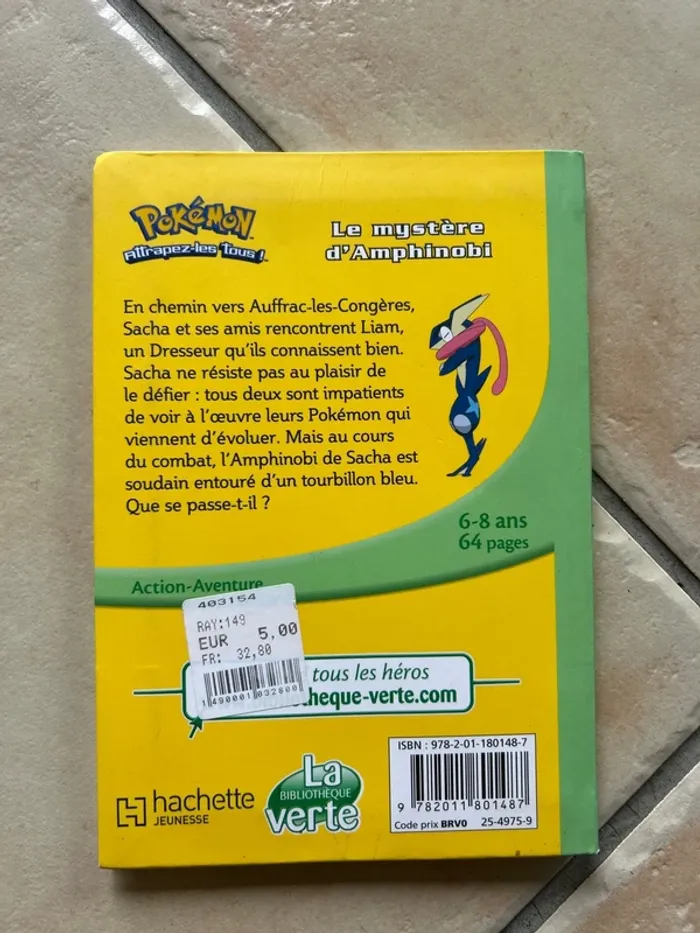 POKÉMON
Attrapez-les Tous !
Le mystère
d'Amphinobi
En chemin vers Auffrac-les-Congères,
Sacha et ses amis rencontrent Liam,
un Dresseur qu'ils connaissent bien.
Sacha ne résiste pas au plaisir de
le défier : tous deux sont impatients
de voir à l'œuvre leurs Pokémon qui
viennent d'évoluer. Mais au cours
du combat, l'Amphinobi de Sacha est
soudain entouré d'un tourbillon bleu.
Que se passe-t-il ?
6-8 ans
64 pages
Action-Aventure
403154
RAY:149
EUR 5,00
FR: 32,80
1490001032800
tous les héros
theque-verte.com
hachette
JEUNESSE
La
BIBLIOTHÈQUE
verte
ISBN : 978-2-01-180148-7
9 782011 801487
Code prix BRV0 25-4975-9